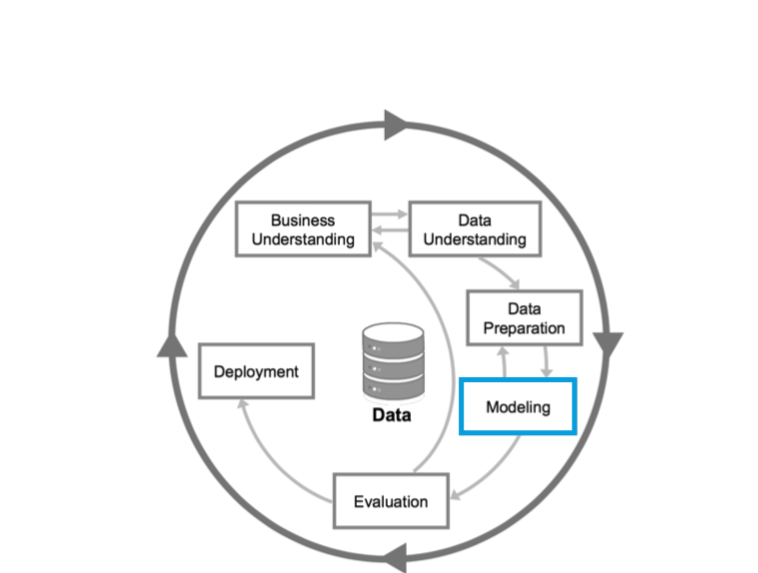 Business
Understanding
Data
Understanding
Data
Preparation
Deployment
Data
Modeling
Evaluation